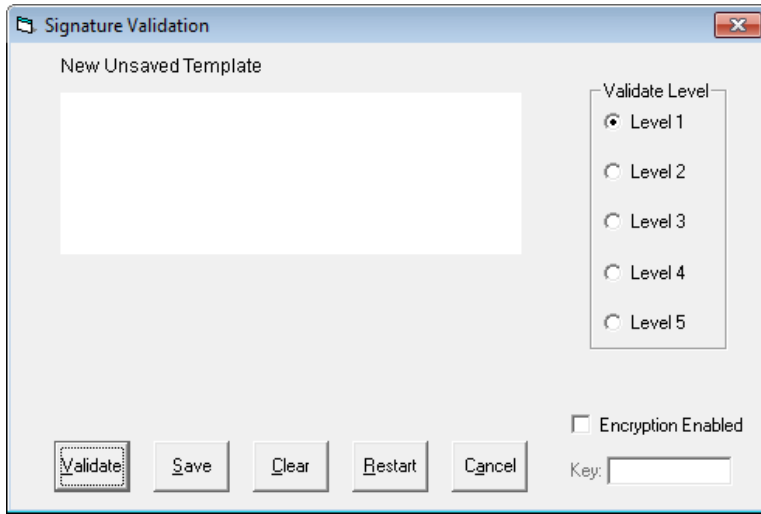 Signature Validation
New Unsaved Template
Validate Level
Level 1
Level 2
Level 3
Level 4
Level 5
Encryption Enabled
Validate Save Clear Restart Cancel Key: